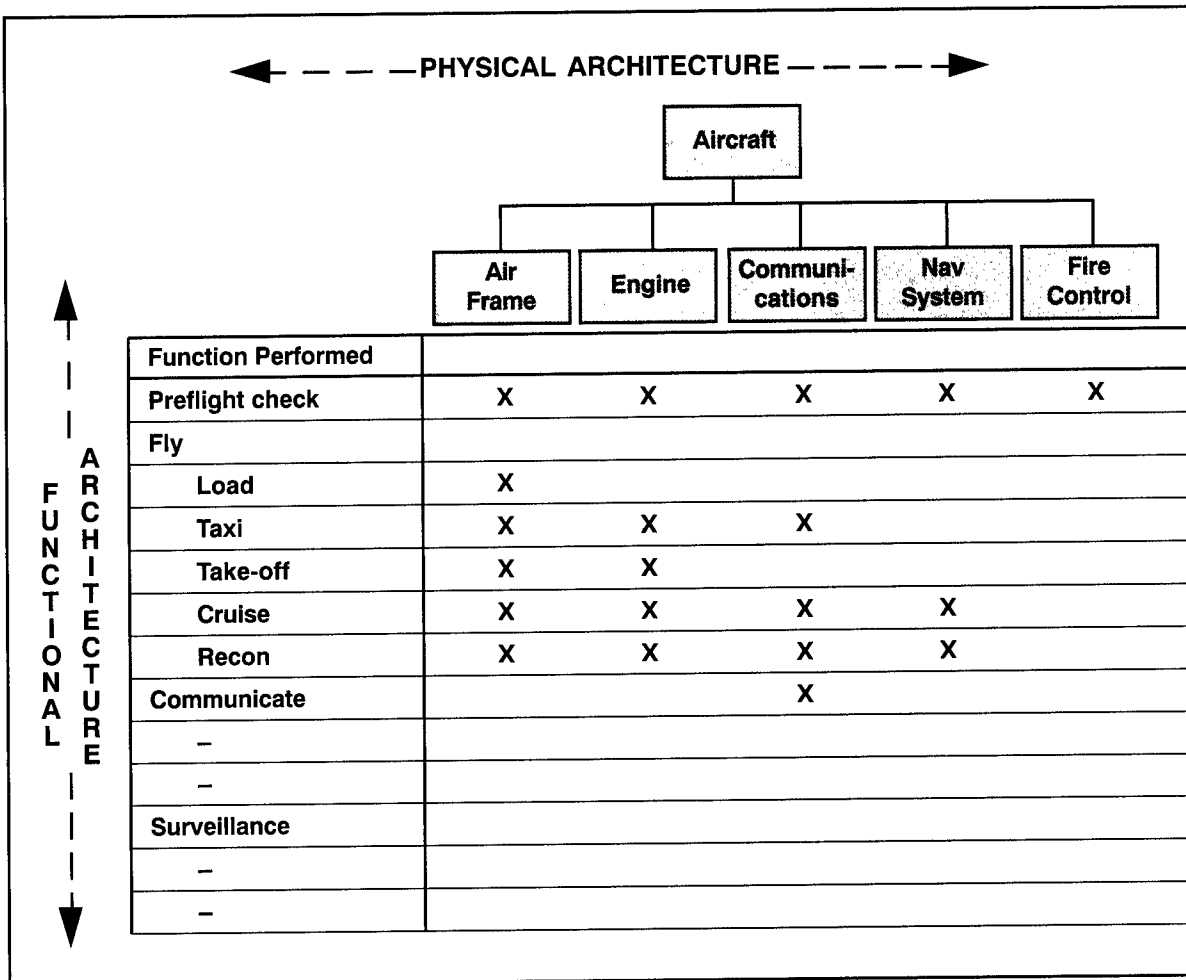 PHYSICAL ARCHITECTURE
Aircraft
Air Frame
Engine
Communi-cations
Nav System
Fire Control
FUNCTIONAL
ARCHITECTURE
Function Performed
Preflight check X X X X X
Fly
Load X
Taxi X X X
Take-off X X
Cruise X X X X
Recon X X X X
Communicate X
–
–
Surveillance
–
–